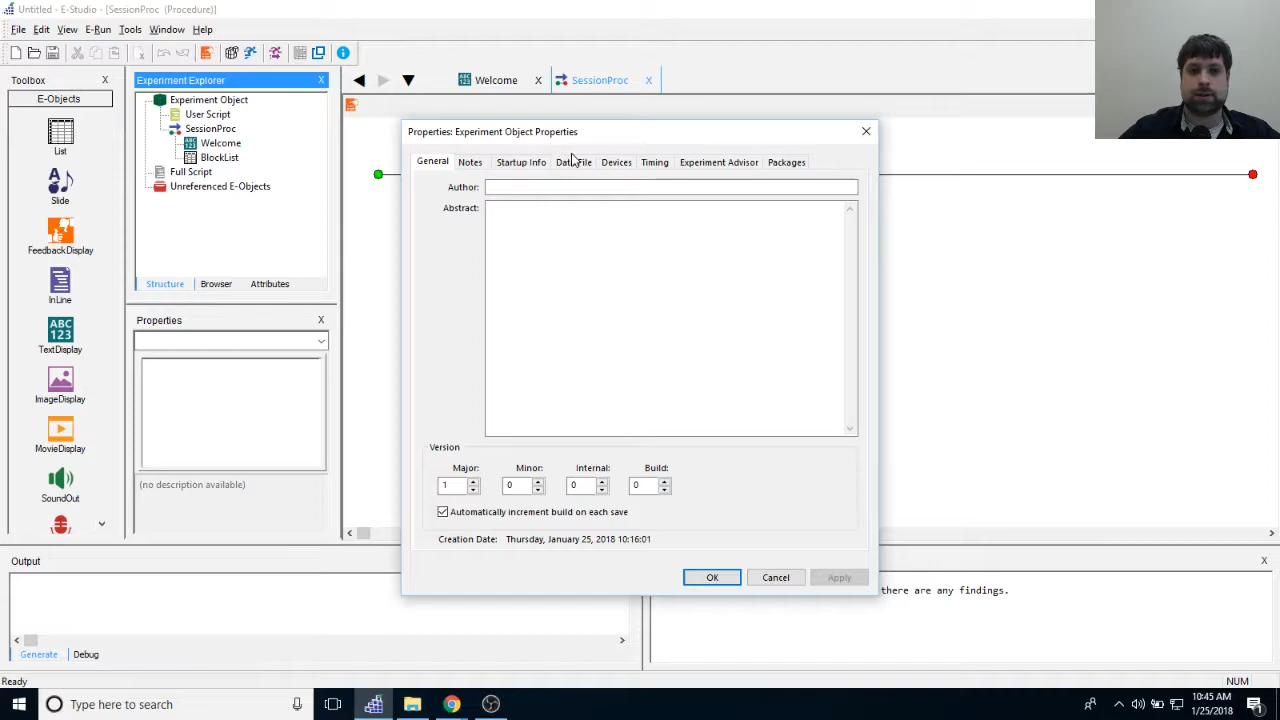 Untitled - E-Studio - [SessionProc (Procedure)]
File Edit View E-Run Tools Window Help
Toolbox X
E-Objects
List
Slide
FeedbackDisplay
InLine
ABC
123
TextDisplay
ImageDisplay
MovieDisplay
SoundOut
Experiment Explorer X
Experiment Object
User Script
SessionProc
Welcome
BlockList
Full Script
Unreferenced E-Objects
Structure Browser Attributes
Properties X
(no description available)
Welcome X SessionProc X
Properties: Experiment Object Properties
General Notes Startup Info Data File Devices Timing Experiment Advisor Packages
Author:
Abstract:
Version
Major: Minor: Internal: Build:
1 0 0 0
Automatically increment build on each save
Creation Date: Thursday, January 25, 2018 10:16:01
OK Cancel Apply
Output
Generate Debug
X
there are any findings.
Ready NUM
Type here to search
10:45 AM
1/25/2018
1